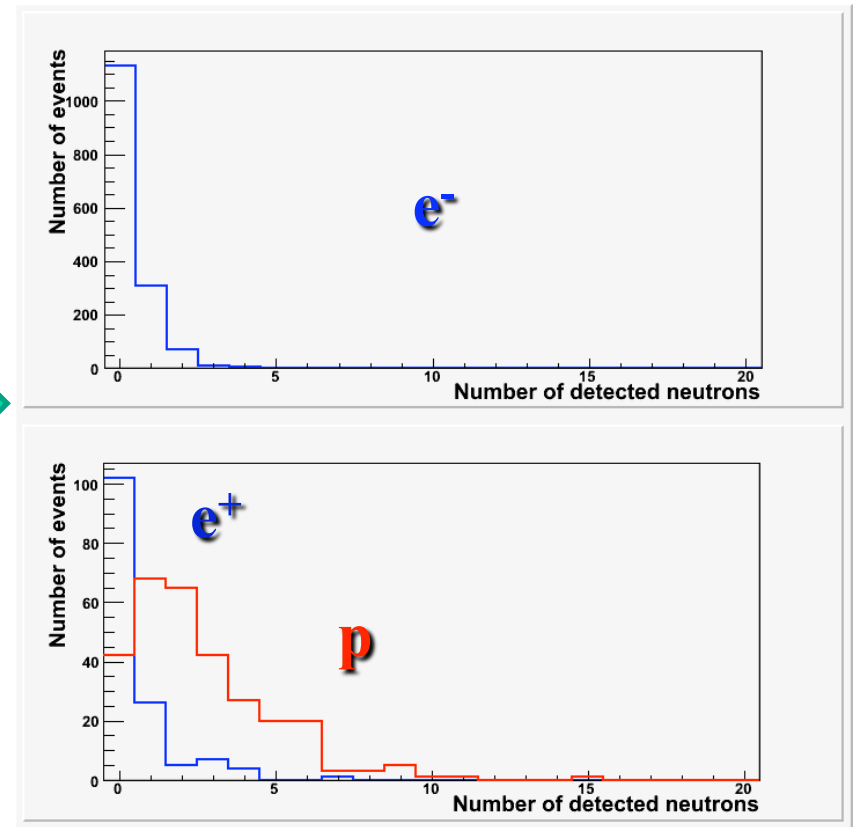 Number of events
1000
800
600
400
200
0
e-
0 5 10 15 20
Number of detected neutrons
Number of events
100
80
60
40
20
0
e+
p
0 5 10 15 20
Number of detected neutrons